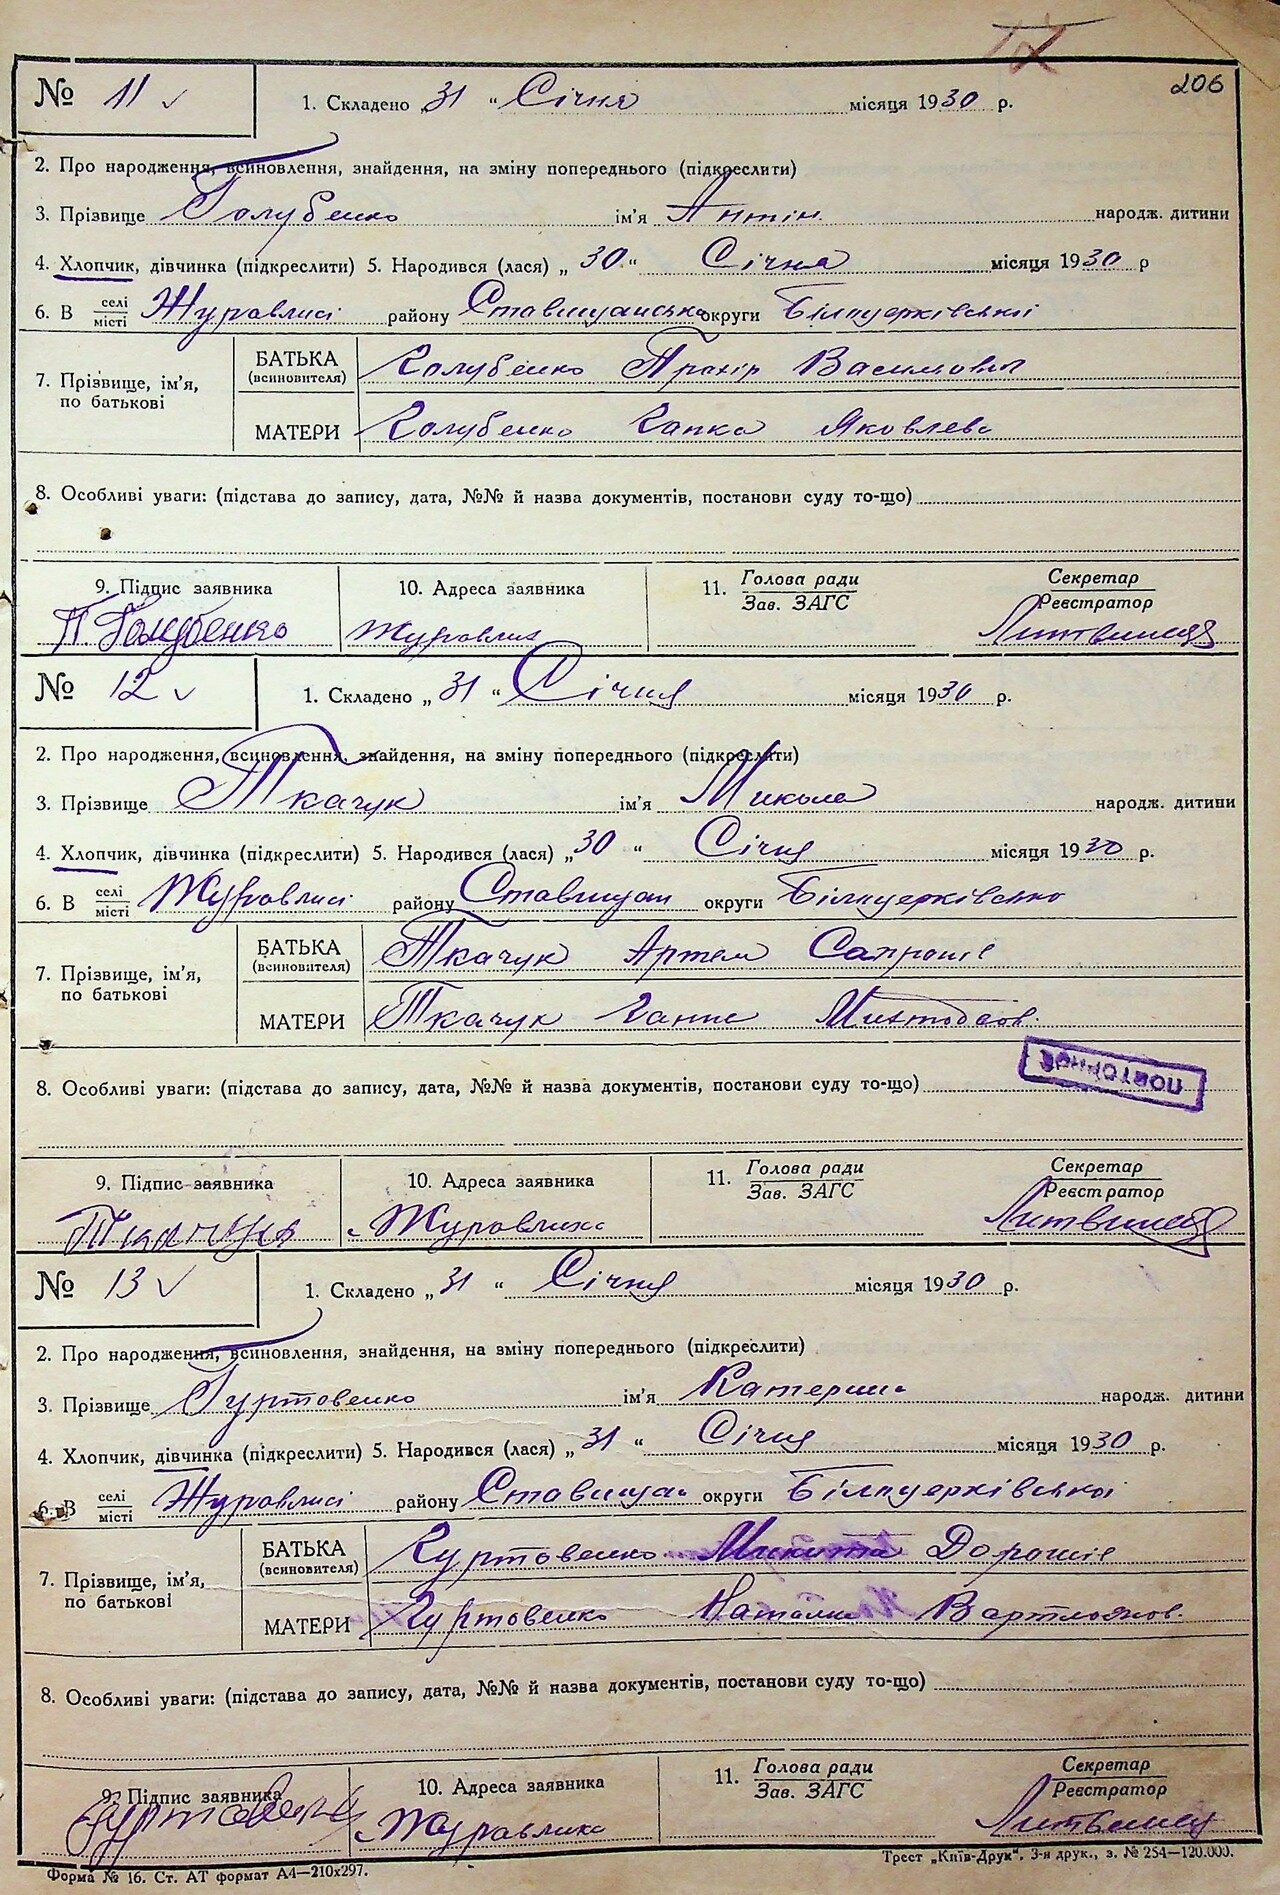 206
№ 11 1. Складено „31“ Січня місяця 1930 р.
2. Про народження, всиновлення, знайдення, на зміну попереднього (підкреслити)
3. Прізвище Голубенко ім'я Антін народж. дитини
4. Хлопчик, дівчинка (підкреслити) 5. Народився (лася) „30“ Січня місяця 1930 р
6. В селі місті Журавлисі району округи Білоцерківської
7. Прізвище, ім'я, по батькові
БАТЬКА (всиновителя) Голубенко Прохір Васильович
МАТЕРИ Голубенко Гапка Яковлева
8. Особливі уваги: (підстава до запису, дата, №№ й назва документів, постанови суду то-що)
9. Підпис заявника 10. Адреса заявника 11. Голова ради Зав. ЗАГС Секретар Реєстратор
П. Голубенко Журавлиха
№ 12 1. Складено „31“ Січня місяця 1930 р.
2. Про народження, всиновлення, знайдення, на зміну попереднього (підкреслити)
3. Прізвище Ткачук ім'я Микола народж. дитини
4. Хлопчик, дівчинка (підкреслити) 5. Народився (лася) „30“ Січня місяця 1930 р.
6. В селі місті Журавлисі району Ставищан округи
7. Прізвище, ім'я, по батькові
БАТЬКА (всиновителя) Ткачук Артем
МАТЕРИ Ткачук Ганна
ПОВТОРНОЕ
8. Особливі уваги: (підстава до запису, дата, №№ й назва документів, постанови суду то-що)
9. Підпис заявника 10. Адреса заявника 11. Голова ради Зав. ЗАГС Секретар Реєстратор
Ткачук Журавлиха
№ 13 1. Складено „31“ Січня місяця 1930 р.
2. Про народження, всиновлення, знайдення, на зміну попереднього (підкреслити)
3. Прізвище Гуртовенко ім'я Катерина народж. дитини
4. Хлопчик, дівчинка (підкреслити) 5. Народився (лася) „31“ Січня місяця 1930 р.
6. В селі місті Журавлисі району Ставищан округи Білоцерківської
7. Прізвище, ім'я, по батькові
БАТЬКА (всиновителя) Гуртовенко Микита
МАТЕРИ Гуртовенко Наталка
8. Особливі уваги: (підстава до запису, дата, №№ й назва документів, постанови суду то-що)
9. Підпис заявника 10. Адреса заявника 11. Голова ради Зав. ЗАГС Секретар Реєстратор
Журавлиха
Форма № 16. Ст. АТ формат А4—210х297. Трест „Київ-Друк“. 3-я друк., з. № 254—120.000.